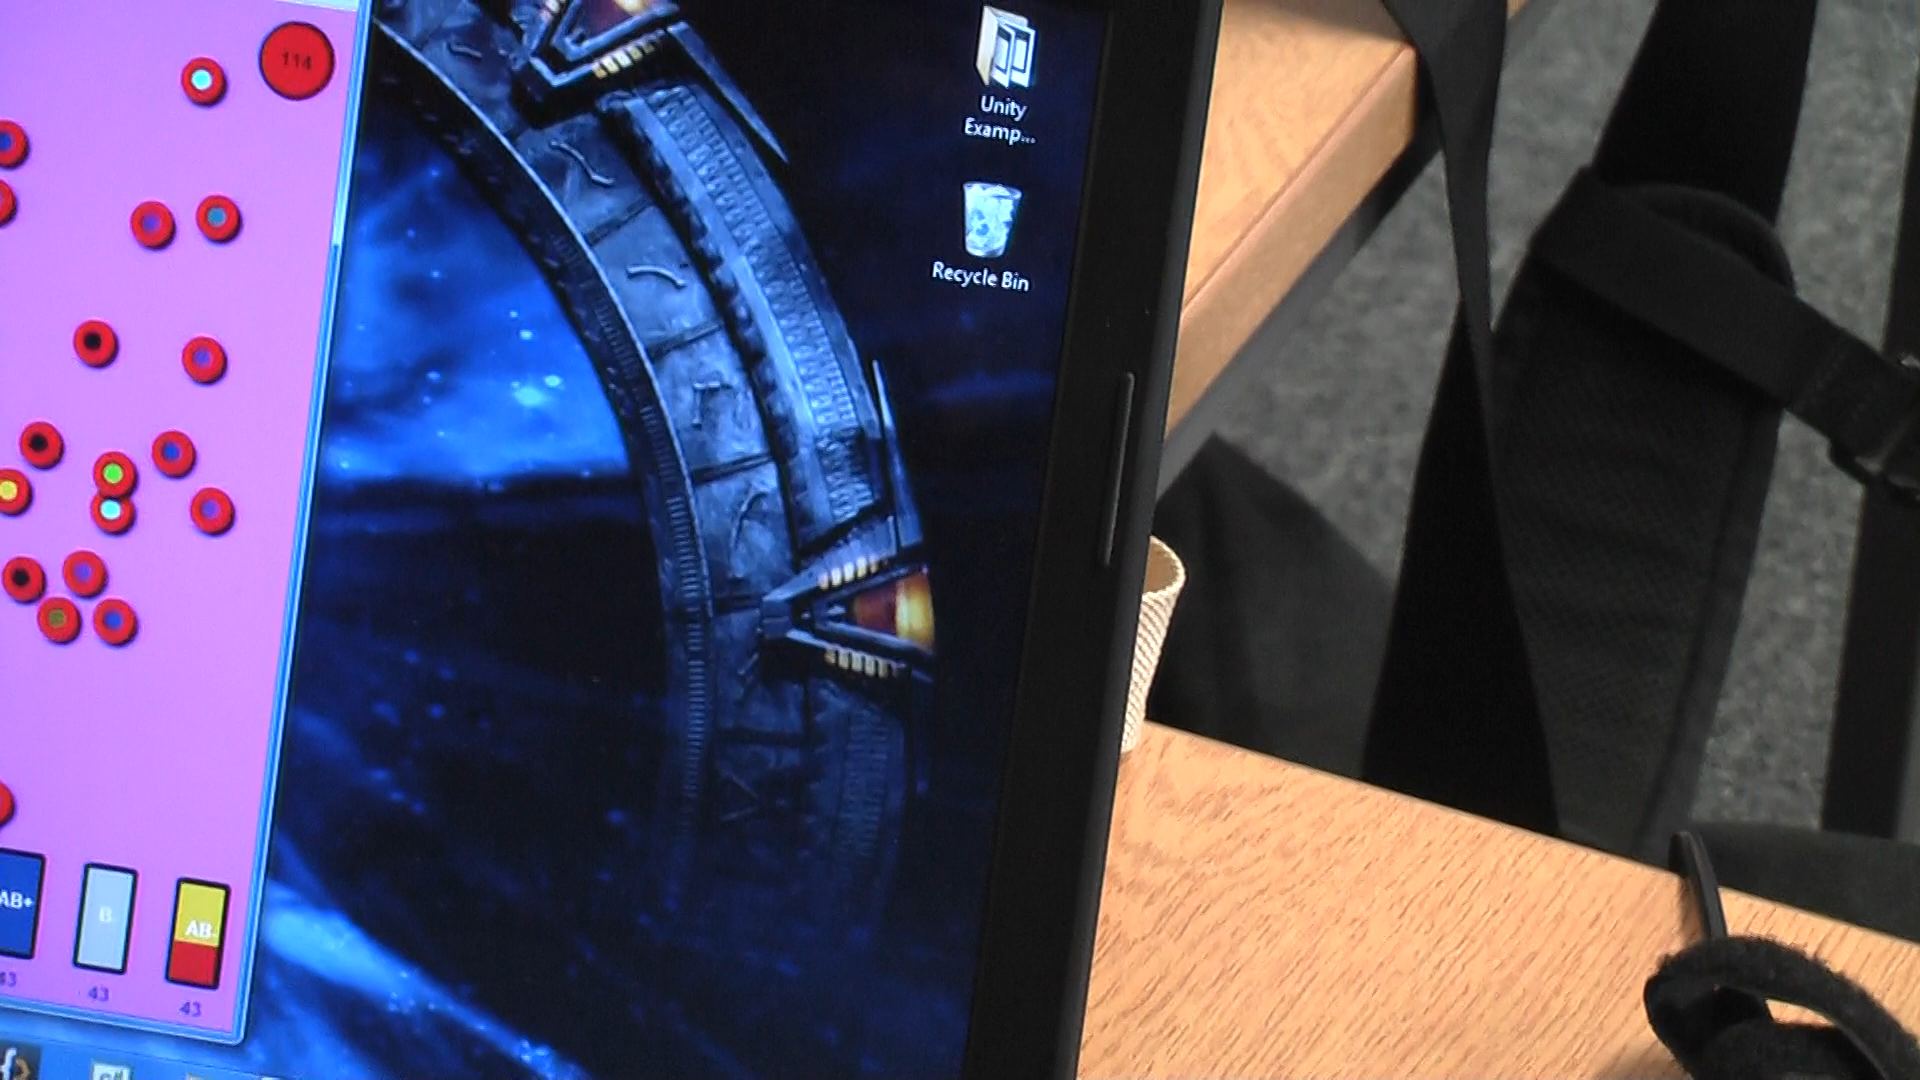 114
Unity
Examp...
Recycle Bin
AB+
B-
AB-
43
43
43